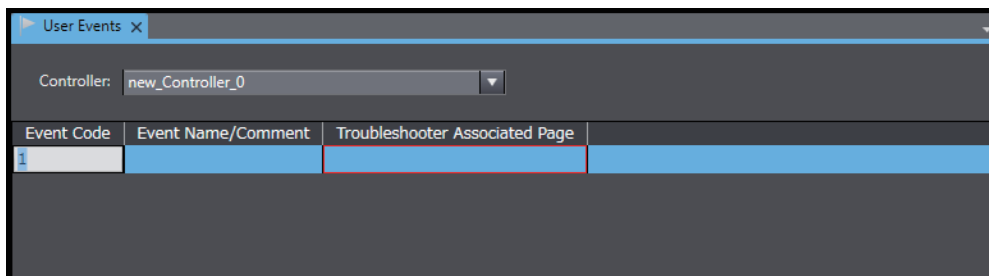 User Events
Controller: new_Controller_0
Event Code Event Name/Comment Troubleshooter Associated Page
1